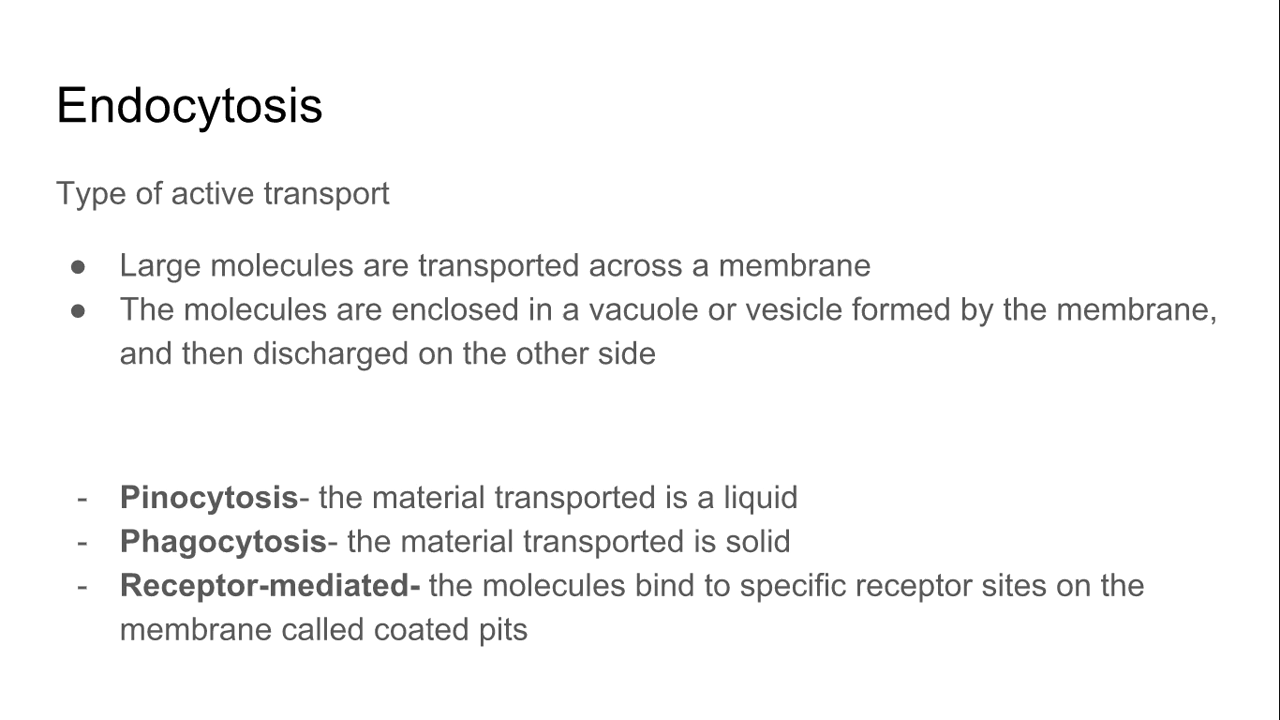 Endocytosis
Type of active transport
● Large molecules are transported across a membrane
● The molecules are enclosed in a vacuole or vesicle formed by the membrane,
and then discharged on the other side
- Pinocytosis- the material transported is a liquid
- Phagocytosis- the material transported is solid
- Receptor-mediated- the molecules bind to specific receptor sites on the
membrane called coated pits